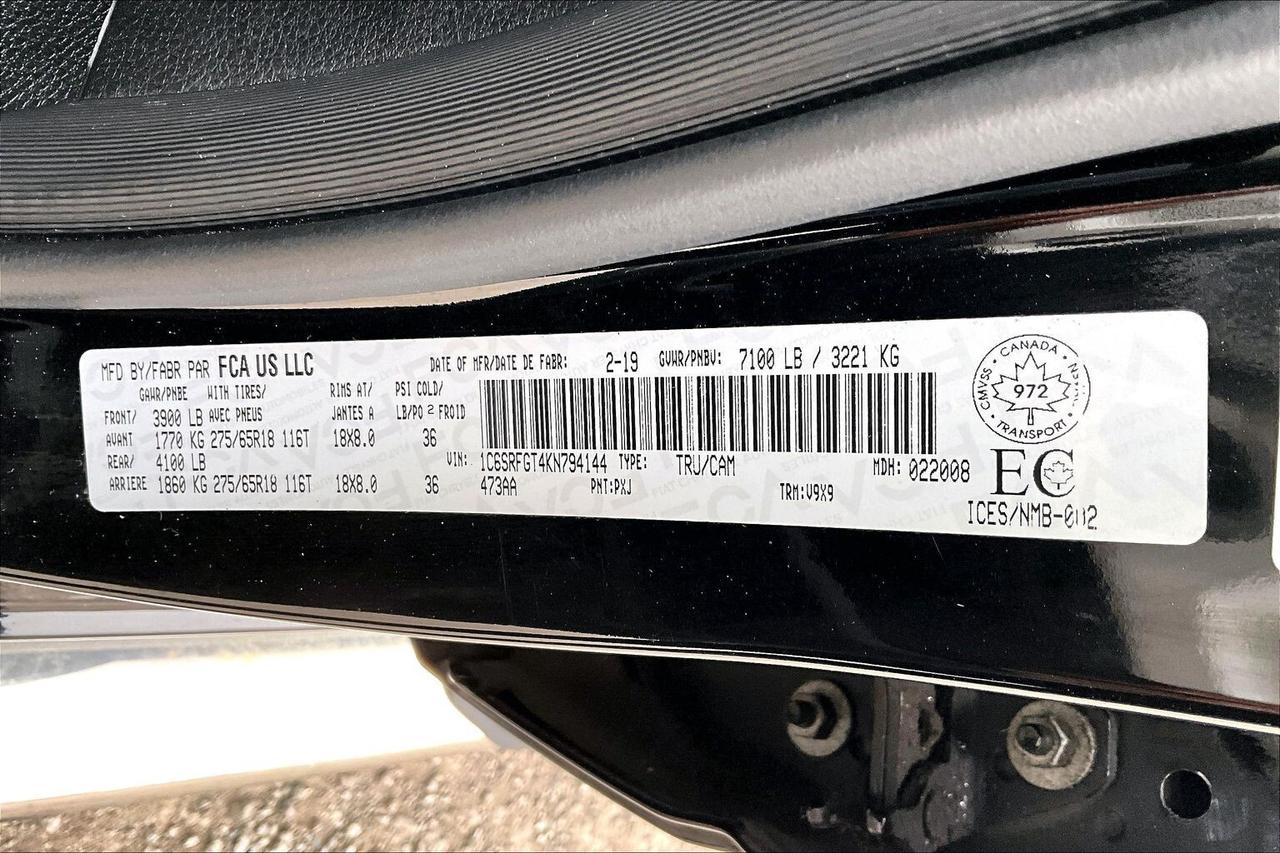 MFD BY/FABR PAR FCA US LLC DATE OF MFR/DATE DE FABR: 2-19 GVWR/PNBV: 7100 LB / 3221 KG
GAWR/PNBE WITH TIRES/ RIMS AT/ PSI COLD/
FRONT/ 3900 LB AVEC PNEUS JANTES A LB/PO 2 FROID
AVANT 1770 KG 275/65R18 116T 18X8.0 36
REAR/ 4100 LB VIN: 1C6SRFGT4KN794144 TYPE: TRU/CAM MDH: 022008
ARRIERE 1860 KG 275/65R18 116T 18X8.0 36 473AA PNT:PXJ TRM:V9X9
CANADA
CMVSS
972
TRANSPORT
EC
ICES/NMB-002